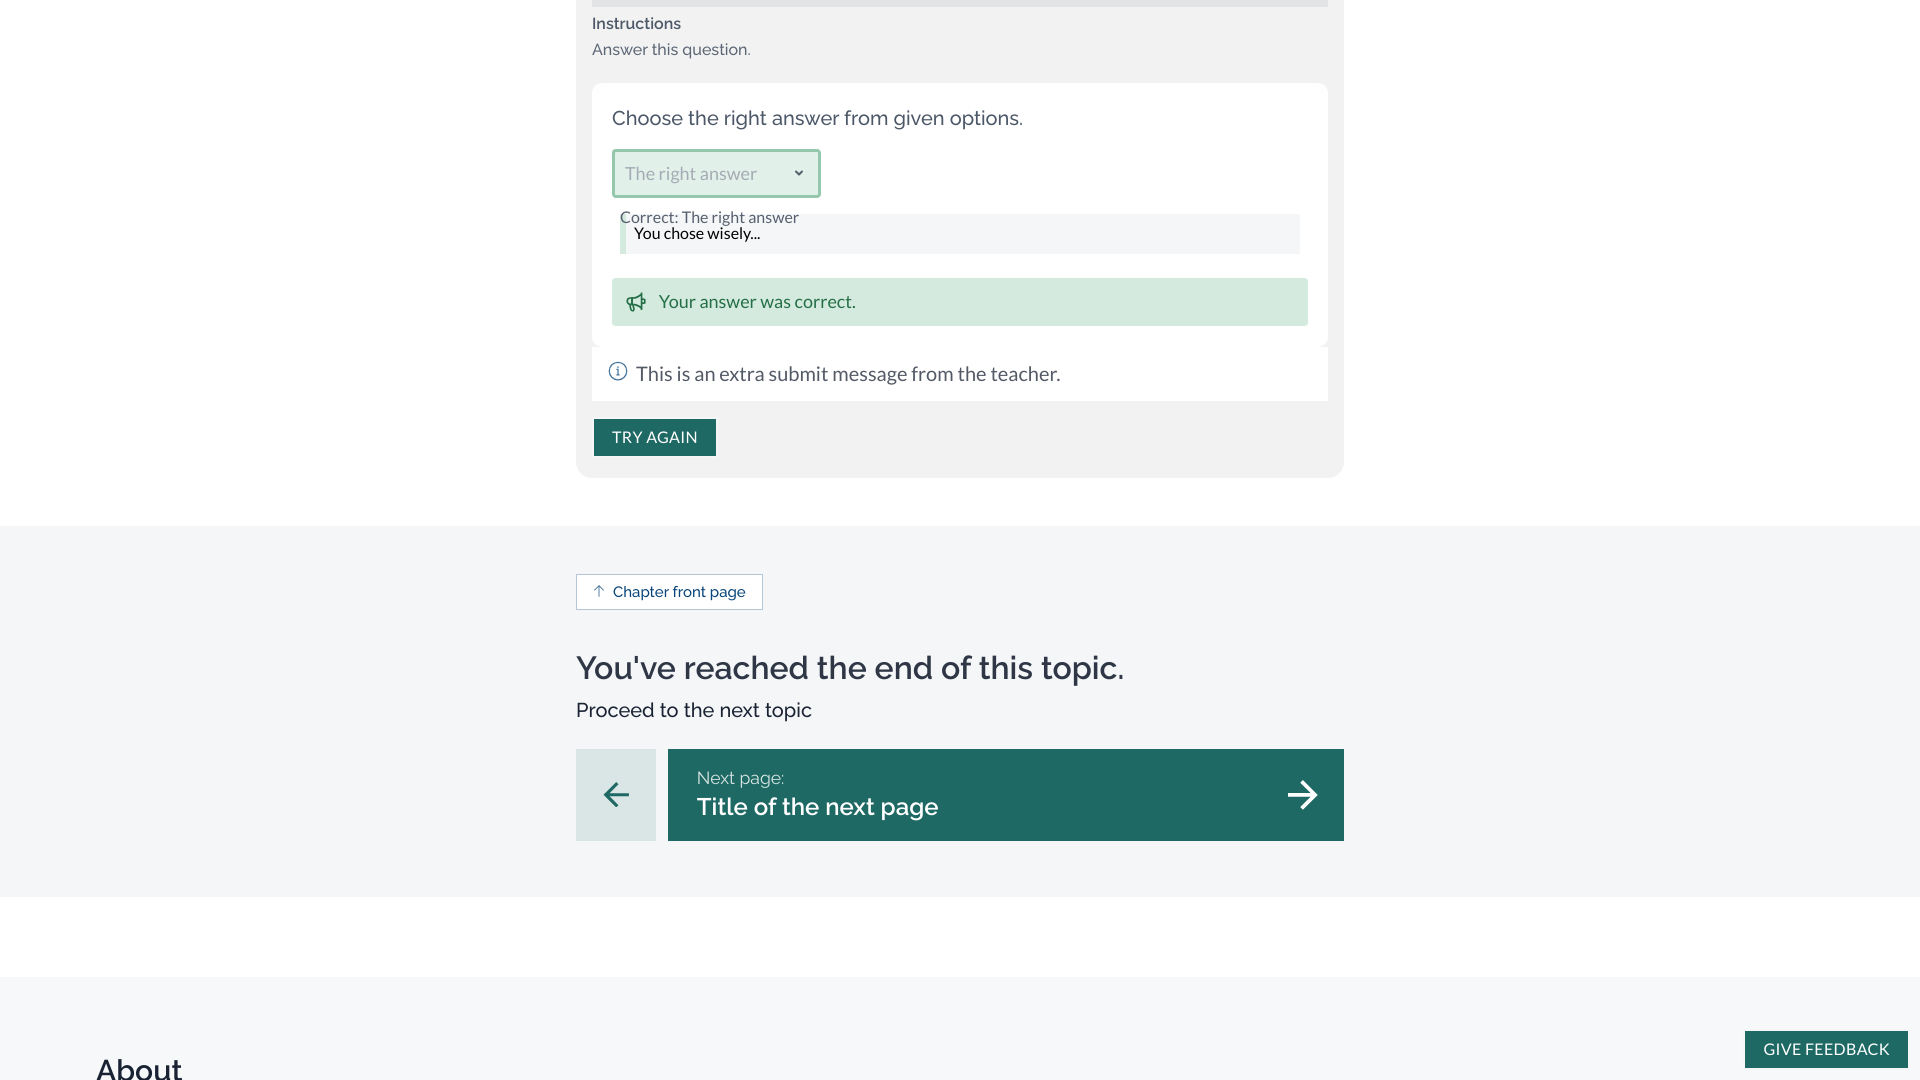 Instructions
Answer this question.
Choose the right answer from given options.
The right answer
Correct: The right answer
You chose wisely...
Your answer was correct.
This is an extra submit message from the teacher.
TRY AGAIN
Chapter front page
You've reached the end of this topic.
Proceed to the next topic
Next page:
Title of the next page
GIVE FEEDBACK
About